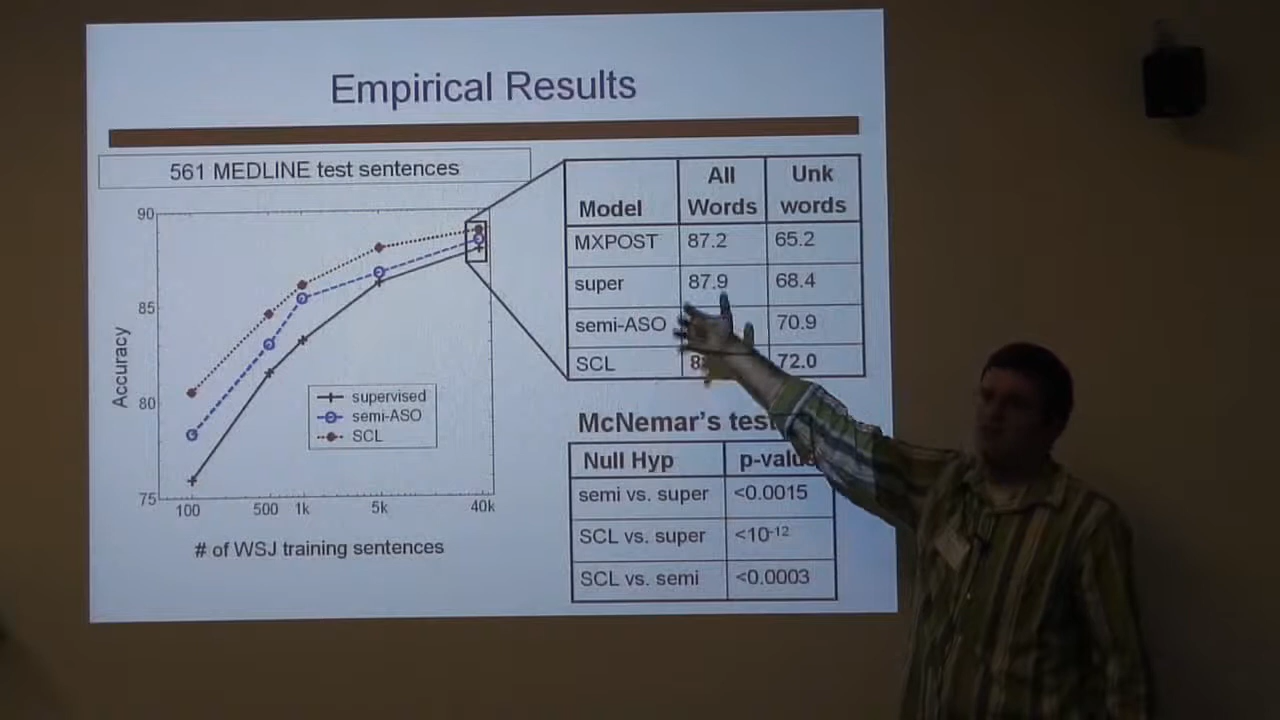 Empirical Results
561 MEDLINE test sentences
90
85
80
75
Accuracy
100 500 1k 5k 40k
# of WSJ training sentences
supervised
semi-ASO
SCL
Model All Words Unk words
MXPOST 87.2 65.2
super 87.9 68.4
semi-ASO 70.9
SCL 72.0
McNemar's test
Null Hyp p-value
semi vs. super <0.0015
SCL vs. super <10⁻¹²
SCL vs. semi <0.0003